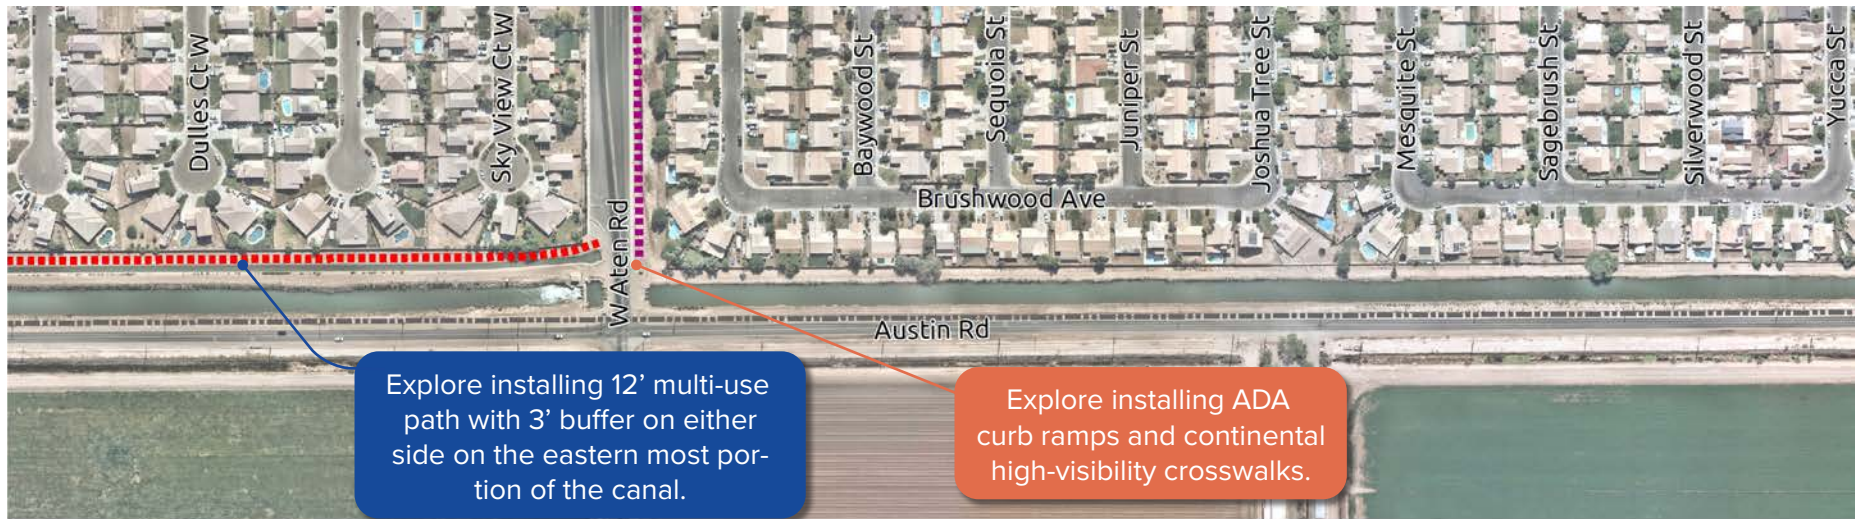 Dulles Ct W
Sky View Ct W
W Aten Rd
Baywood St
Sequoia St
Juniper St
Joshua Tree St
Mesquite St
Sagebrush St
Silverwood St
Yucca St
Brushwood Ave
Austin Rd
Explore installing 12’ multi-use
path with 3’ buffer on either
side on the eastern most por-
tion of the canal.
Explore installing ADA
curb ramps and continental
high-visibility crosswalks.